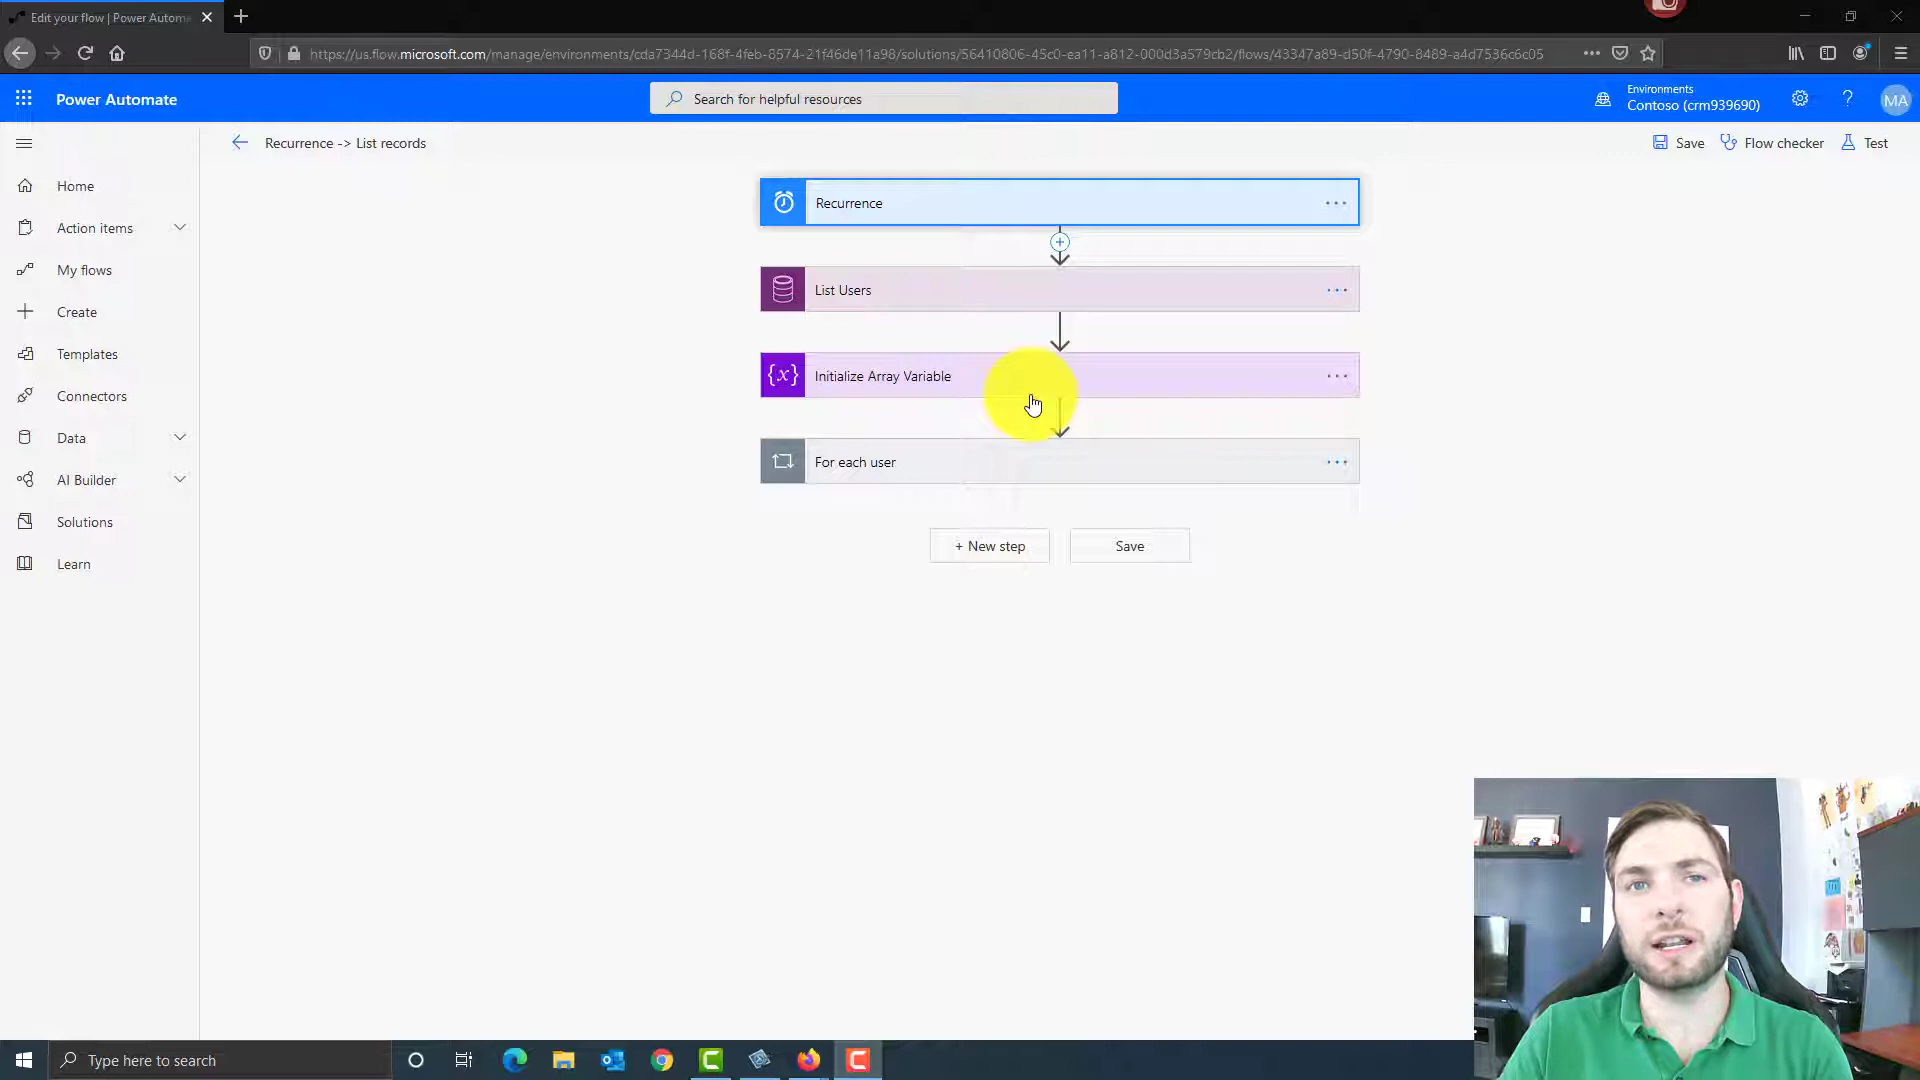 Edit your flow | Power Automa
https://us.flow.microsoft.com/manage/environments/cda7344d-168f-4feb-8574-21f46de11a98/solutions/56410806-45c0-ea11-a812-000d3a579cb2/flows/43347a89-d50f-4790-8489-a4d7536c6c05
Power Automate
Search for helpful resources
Environments
Contoso (crm939690)
?
MA
Recurrence -> List records
Save
Flow checker
Test
Home
Action items
My flows
Create
Templates
Connectors
Data
AI Builder
Solutions
Learn
Recurrence
List Users
{x} Initialize Array Variable
For each user
+ New step
Save
Type here to search